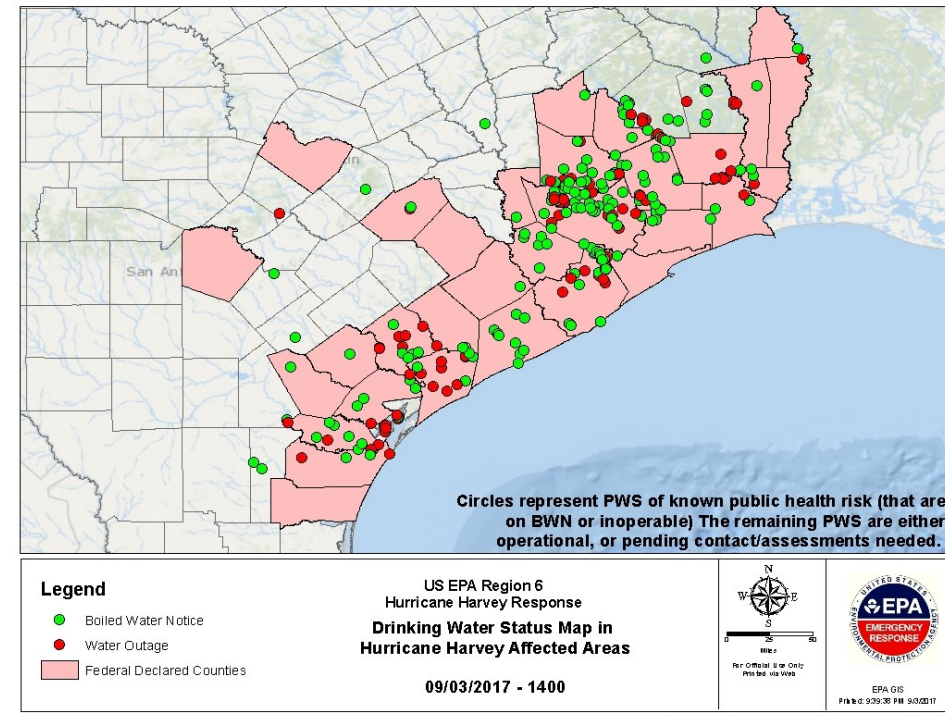 San Ant
in
Circles represent PWS of known public health risk (that are
on BWN or inoperable) The remaining PWS are either
operational, or pending contact/assessments needed.
Legend
Boiled Water Notice
Water Outage
Federal Declared Counties
US EPA Region 6
Hurricane Harvey Response
Drinking Water Status Map in
Hurricane Harvey Affected Areas
09/03/2017 - 1400
N
W E
S
0 25 50
Miles
For Official Use Only
Printed via Web
UNITED STATES
EPA
EMERGENCY
RESPONSE
ENVIRONMENTAL PROTECTION AGENCY
EPA GIS
Printed: 9:39:38 PM 9/3/2017